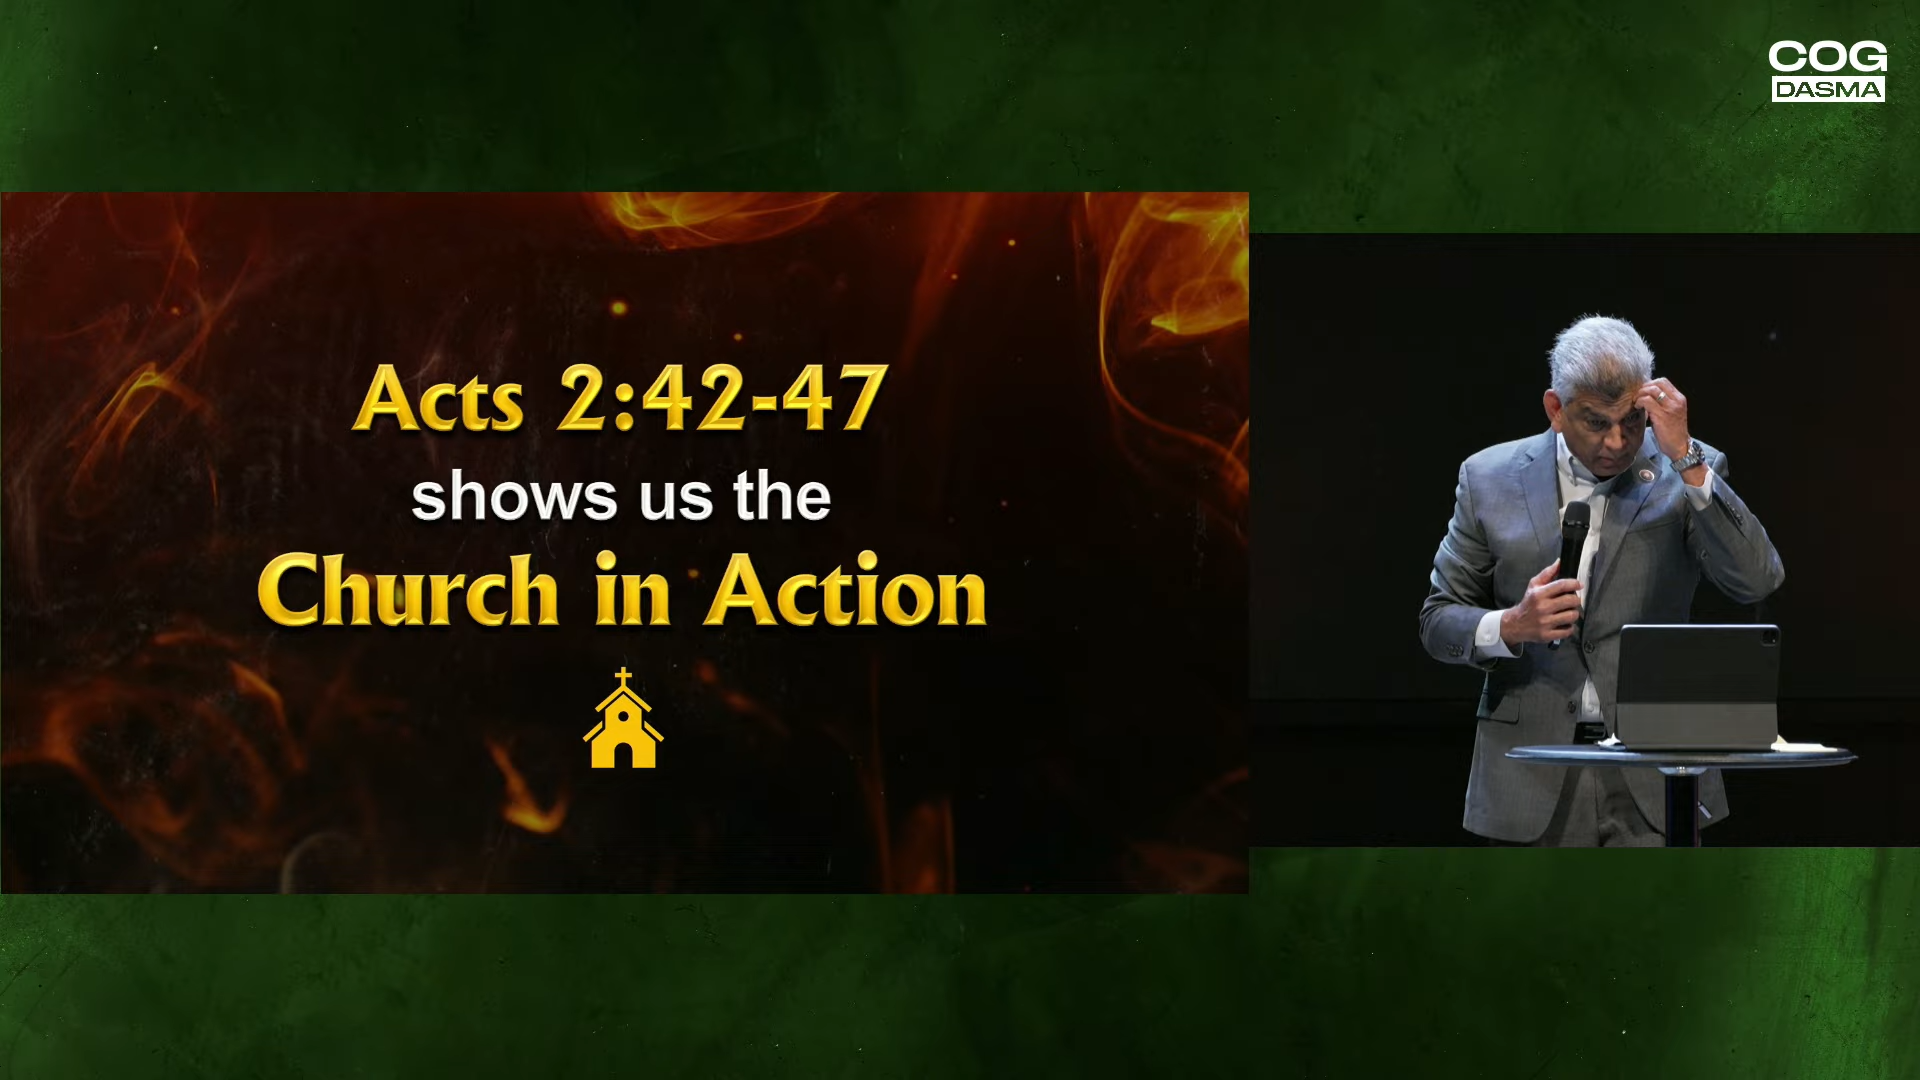 COG
DASMA
Acts 2:42-47
shows us the
Church in Action